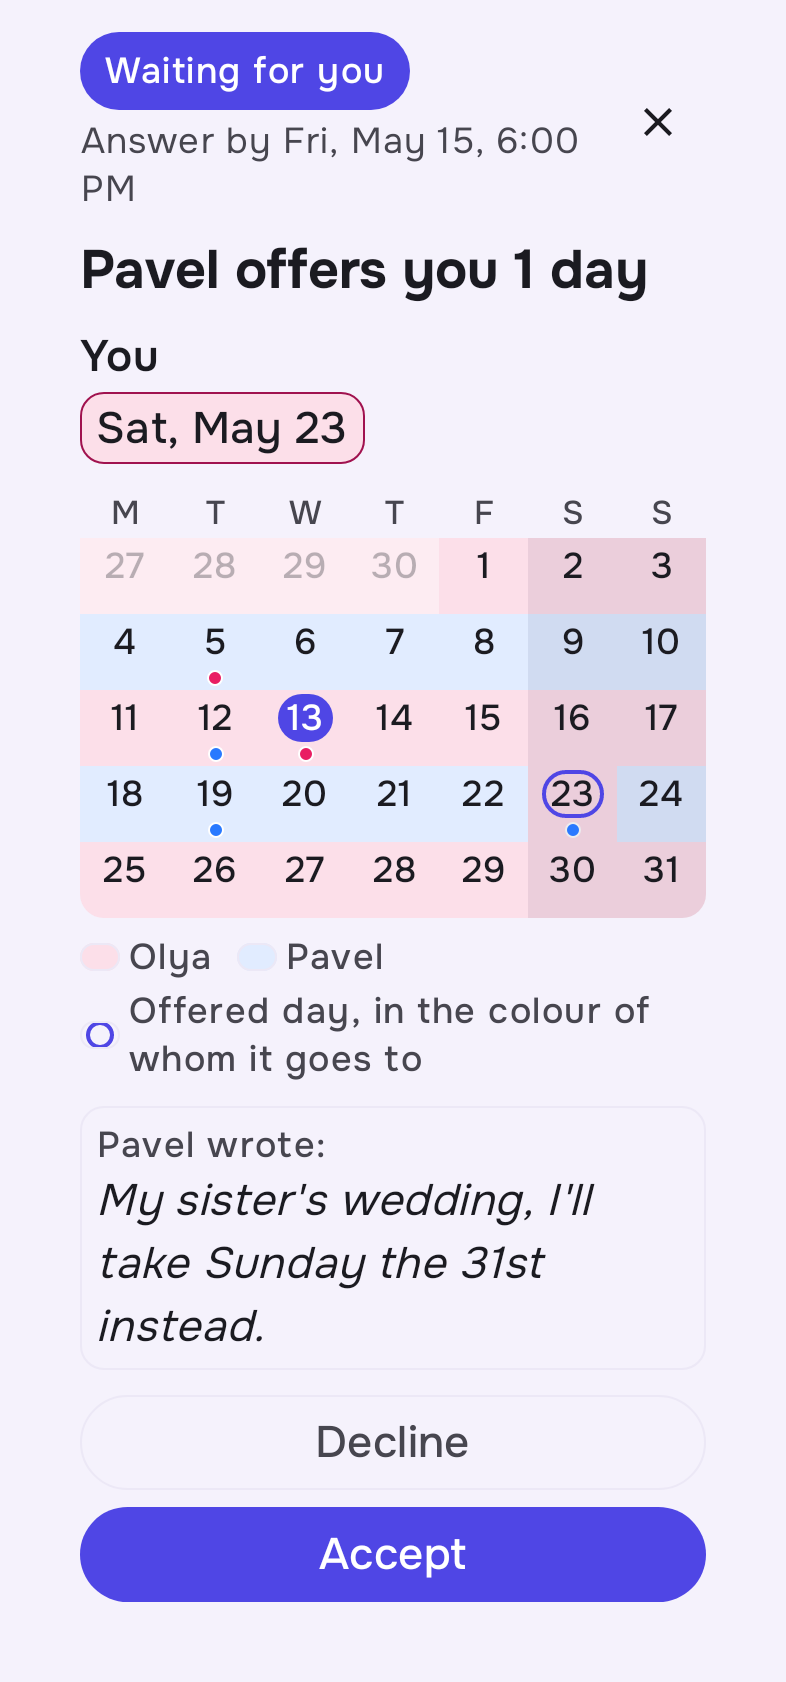 Waiting for you
Answer by Fri, May 15, 6:00
PM
Pavel offers you 1 day
You
Sat, May 23
M T W T F S S
27 28 29 30 1 2 3
4 5 6 7 8 9 10
11 12 13 14 15 16 17
18 19 20 21 22 23 24
25 26 27 28 29 30 31
Olya Pavel
Offered day, in the colour of
whom it goes to
Pavel wrote:
My sister's wedding, I'll
take Sunday the 31st
instead.
Decline
Accept